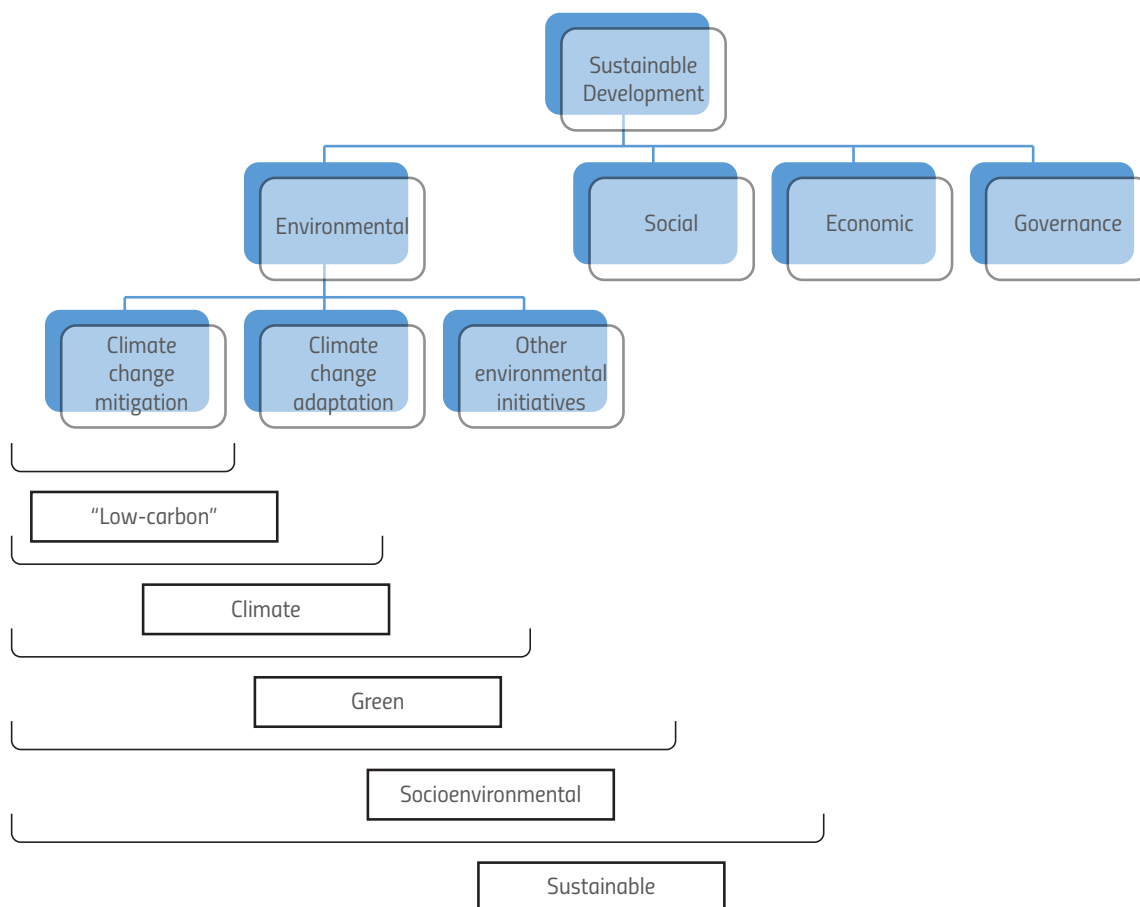 Sustainable
Development
Environmental
Social
Economic
Governance
Climate
change
mitigation
Climate
change
adaptation
Other
environmental
initiatives
“Low-carbon”
Climate
Green
Socioenvironmental
Sustainable